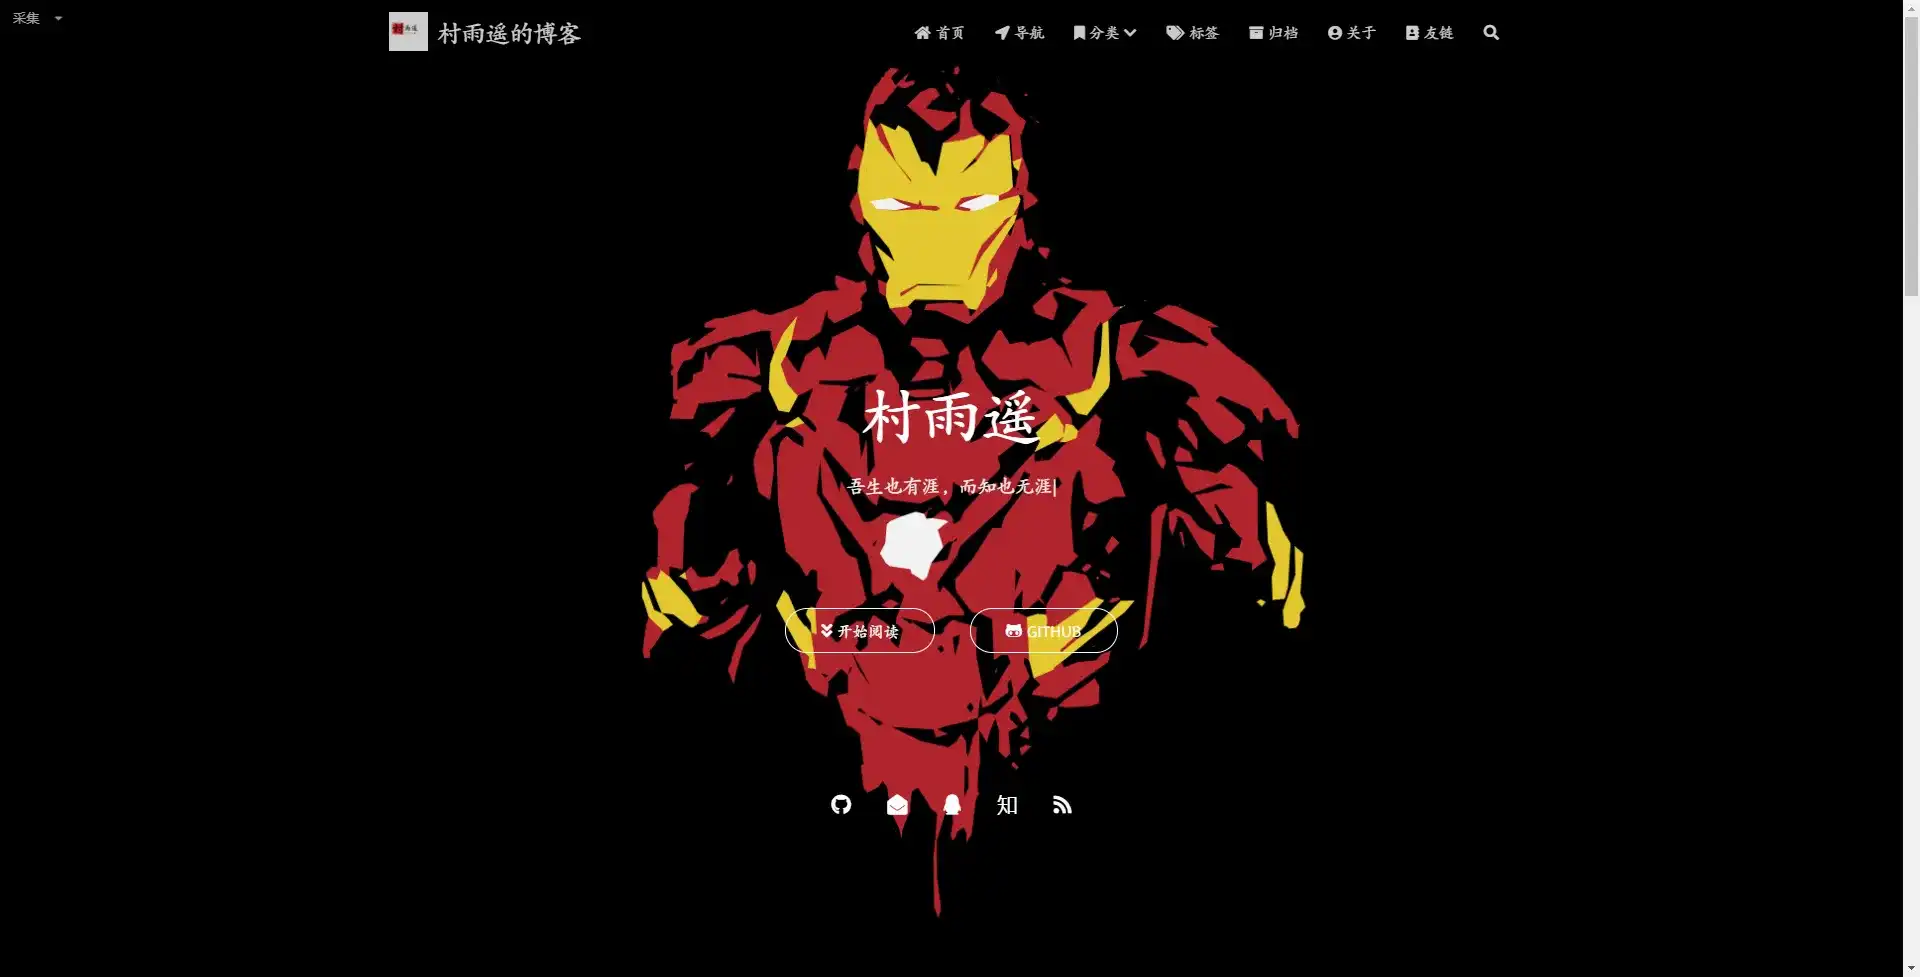 采集
村雨遥的博客
首页 导航 分类 标签 归档 关于 友链
村雨遥
吾生也有涯，而知也无涯|
开始阅读 GITHUB
知